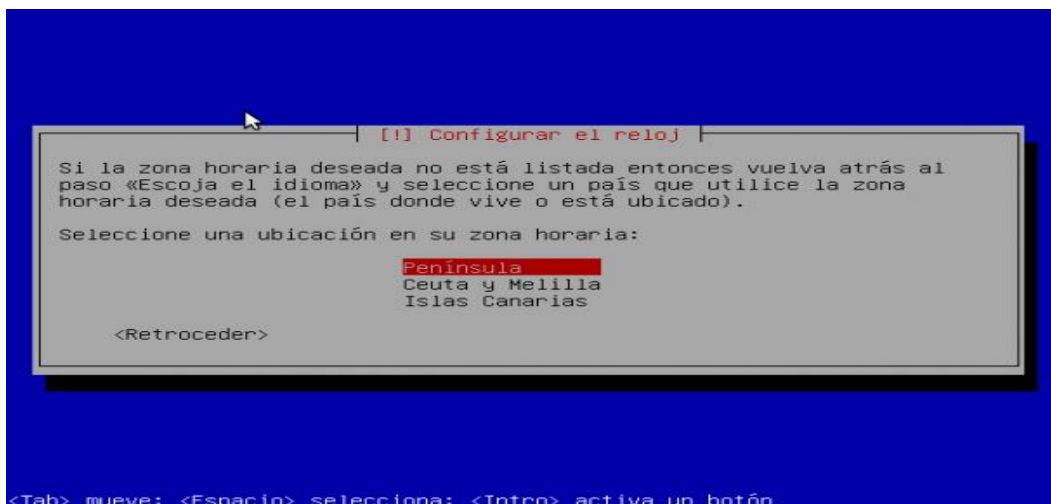 [!] Configurar el reloj
Si la zona horaria deseada no está listada entonces vuelva atrás al
paso «Escoja el idioma» y seleccione un país que utilice la zona
horaria deseada (el país donde vive o está ubicado).
Seleccione una ubicación en su zona horaria:
Península
Ceuta y Melilla
Islas Canarias
<Retroceder>
<Tab> mueve; <Espacio> selecciona; <Intro> activa un botón